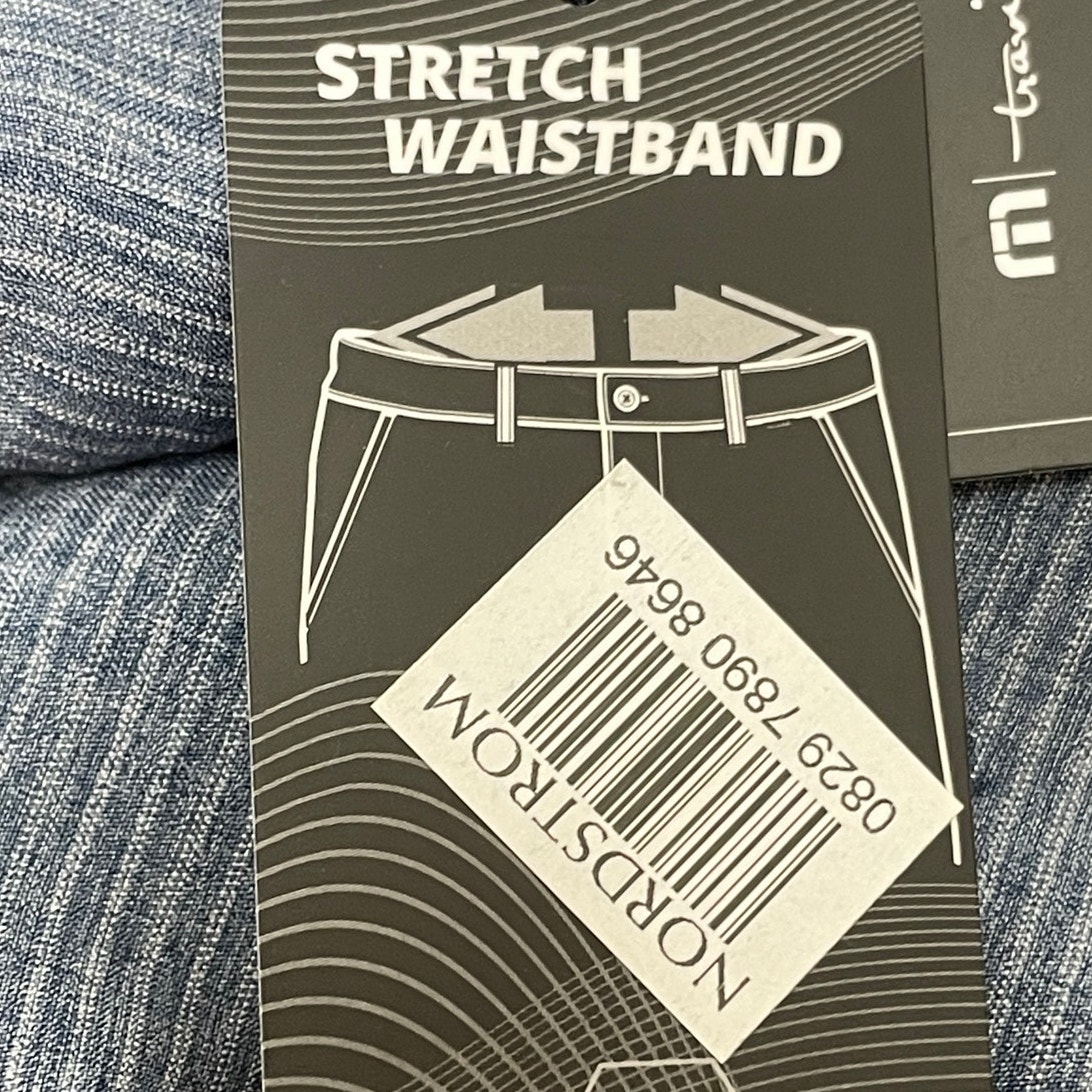 STRETCH
WAISTBAND
NORDSTROM
0829 7890 8646